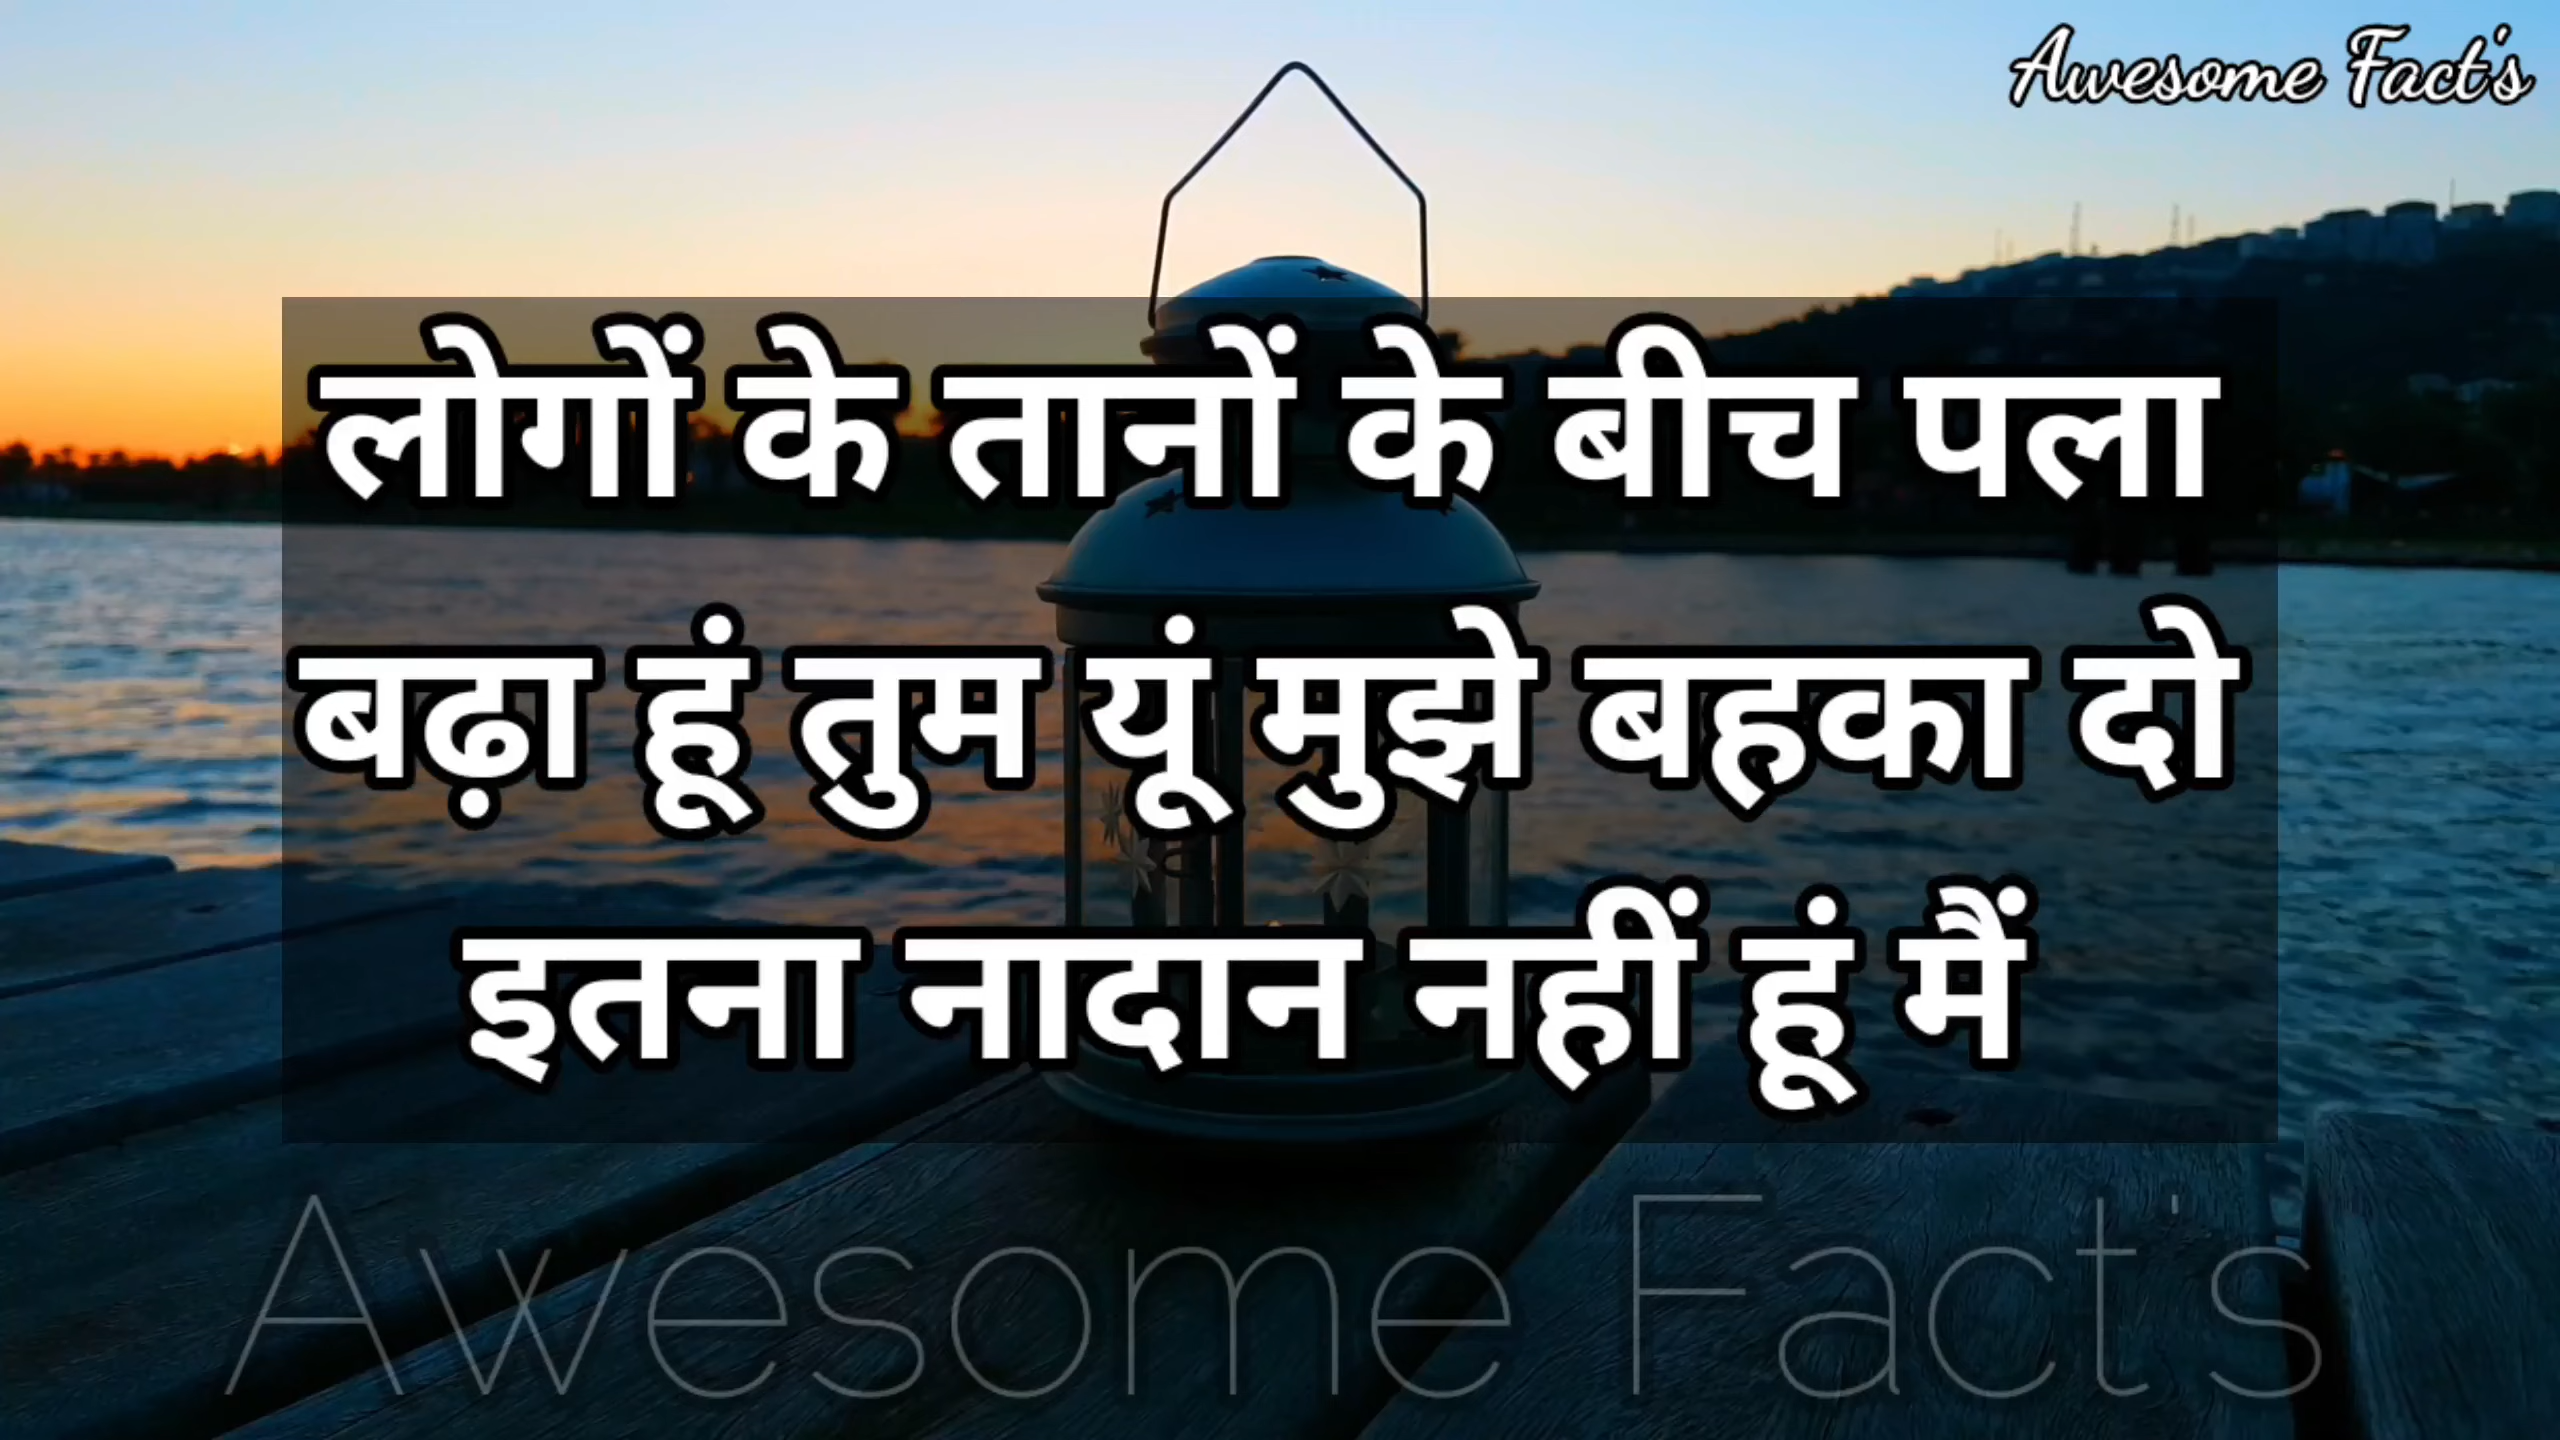 Awesome Fact's
लोगों के तानों के बीच पला
बढ़ा हूं तुम यूं मुझे बहका दो
इतना नादान नहीं हूं मैं
Awesome Fact's